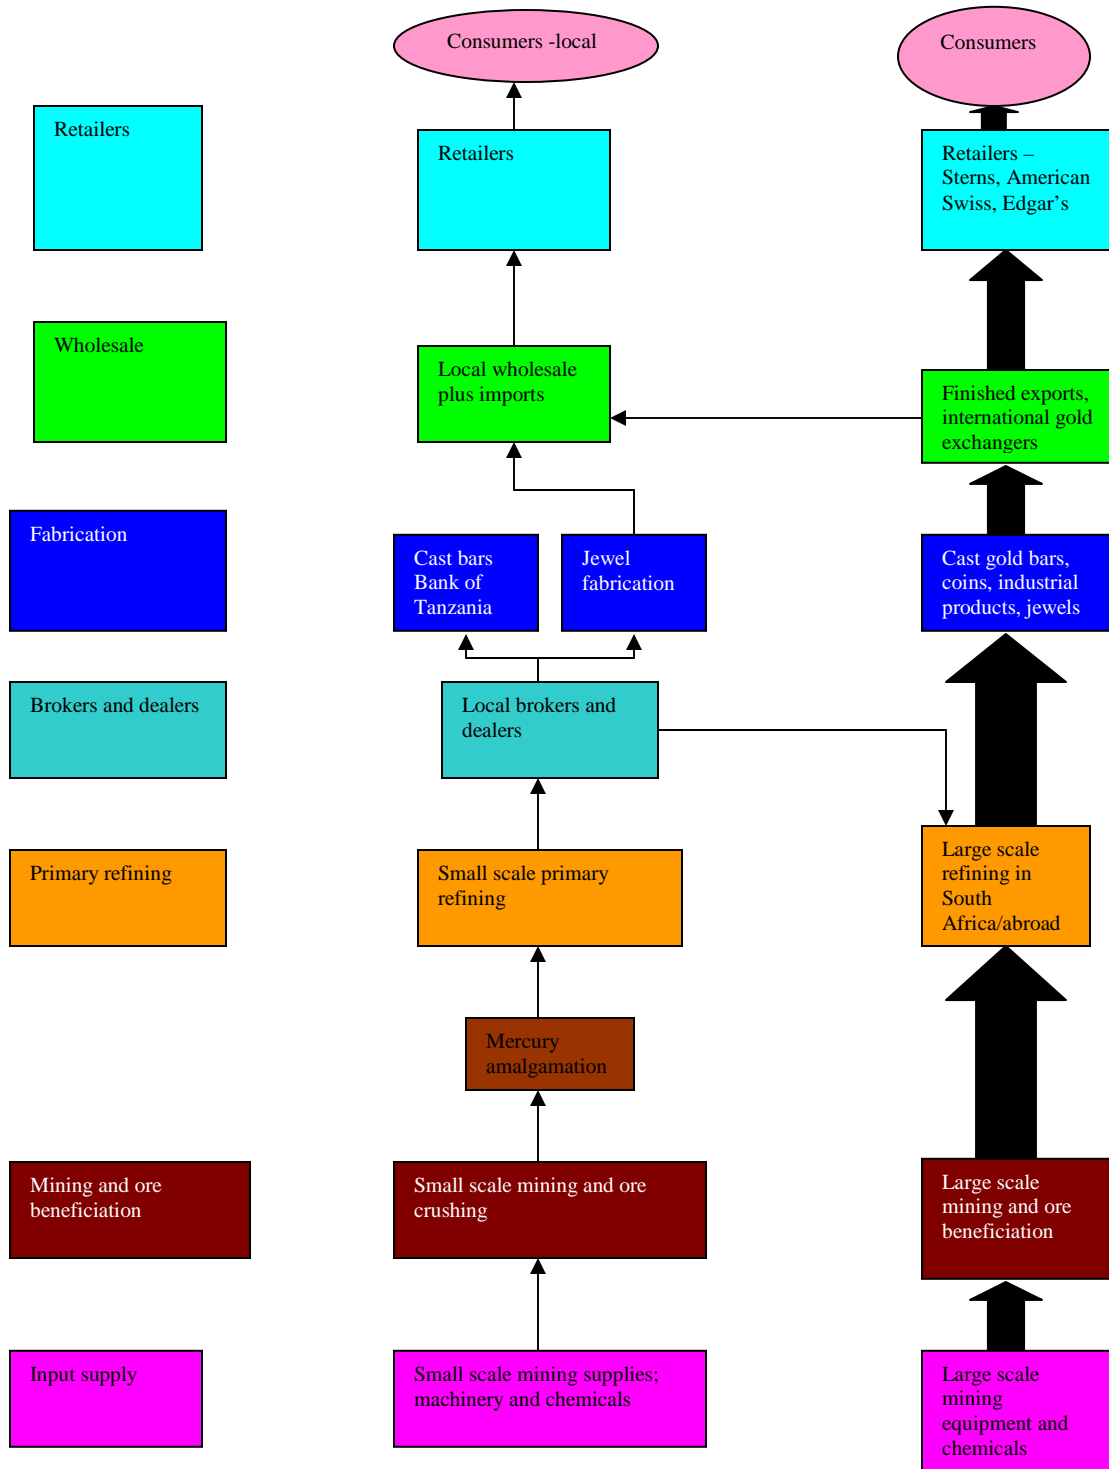 Consumers -local
Consumers
Retailers
Retailers
Retailers –
Sterns, American
Swiss, Edgar’s
Wholesale
Local wholesale
plus imports
Finished exports,
international gold
exchangers
Fabrication
Cast bars
Bank of
Tanzania
Jewel
fabrication
Cast gold bars,
coins, industrial
products, jewels
Brokers and dealers
Local brokers and
dealers
Primary refining
Small scale primary
refining
Large scale
refining in
South
Africa/abroad
Mercury
amalgamation
Mining and ore
beneficiation
Small scale mining and ore
crushing
Large scale
mining and ore
beneficiation
Input supply
Small scale mining supplies;
machinery and chemicals
Large scale
mining
equipment and
chemicals